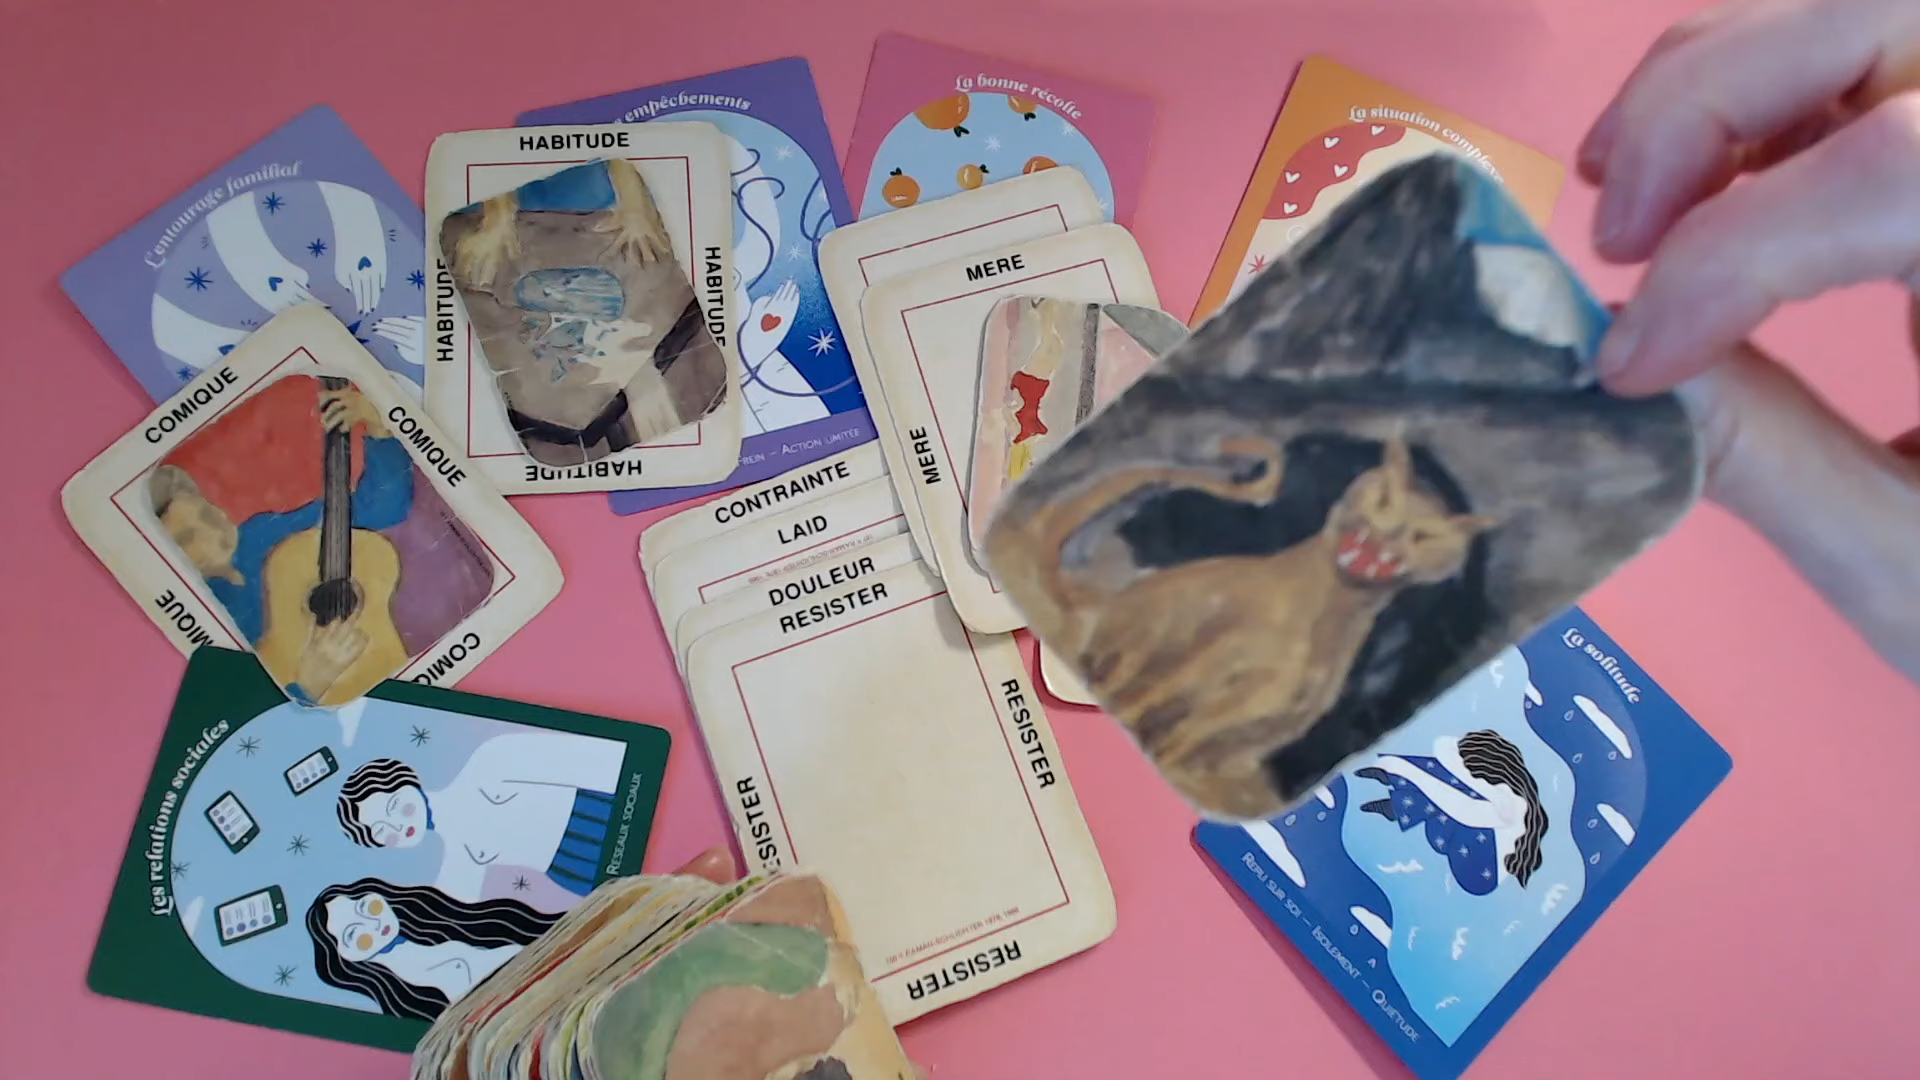 L'entourage familial
empêchements
La bonne récolte
La situation complexe
HABITUDE
HABITUDE
HABITUDE
HABITUDE
FREIN – ACTION LIMITÉE
MERE
MERE
COMIQUE
COMIQUE
MIQUE
COMIQUE
CONTRAINTE
LAID
DOULEUR
RESISTER
RESISTER
RESISTER
RESISTER
Les relations sociales
RÉSEAUX SOCIAUX
La solitude
REPLI SUR SOI – ISOLEMENT – QUIÉTUDE